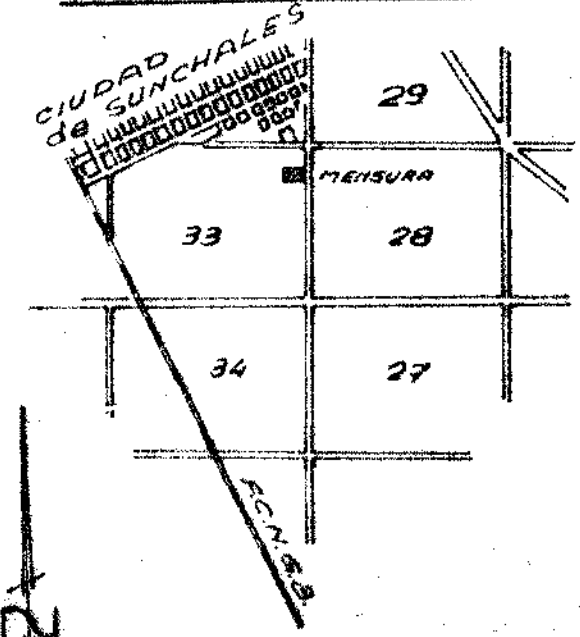 CIUDAD
de SUNCHALES
29
MENSURA
33
28
34
27
F.C.N.G.B.